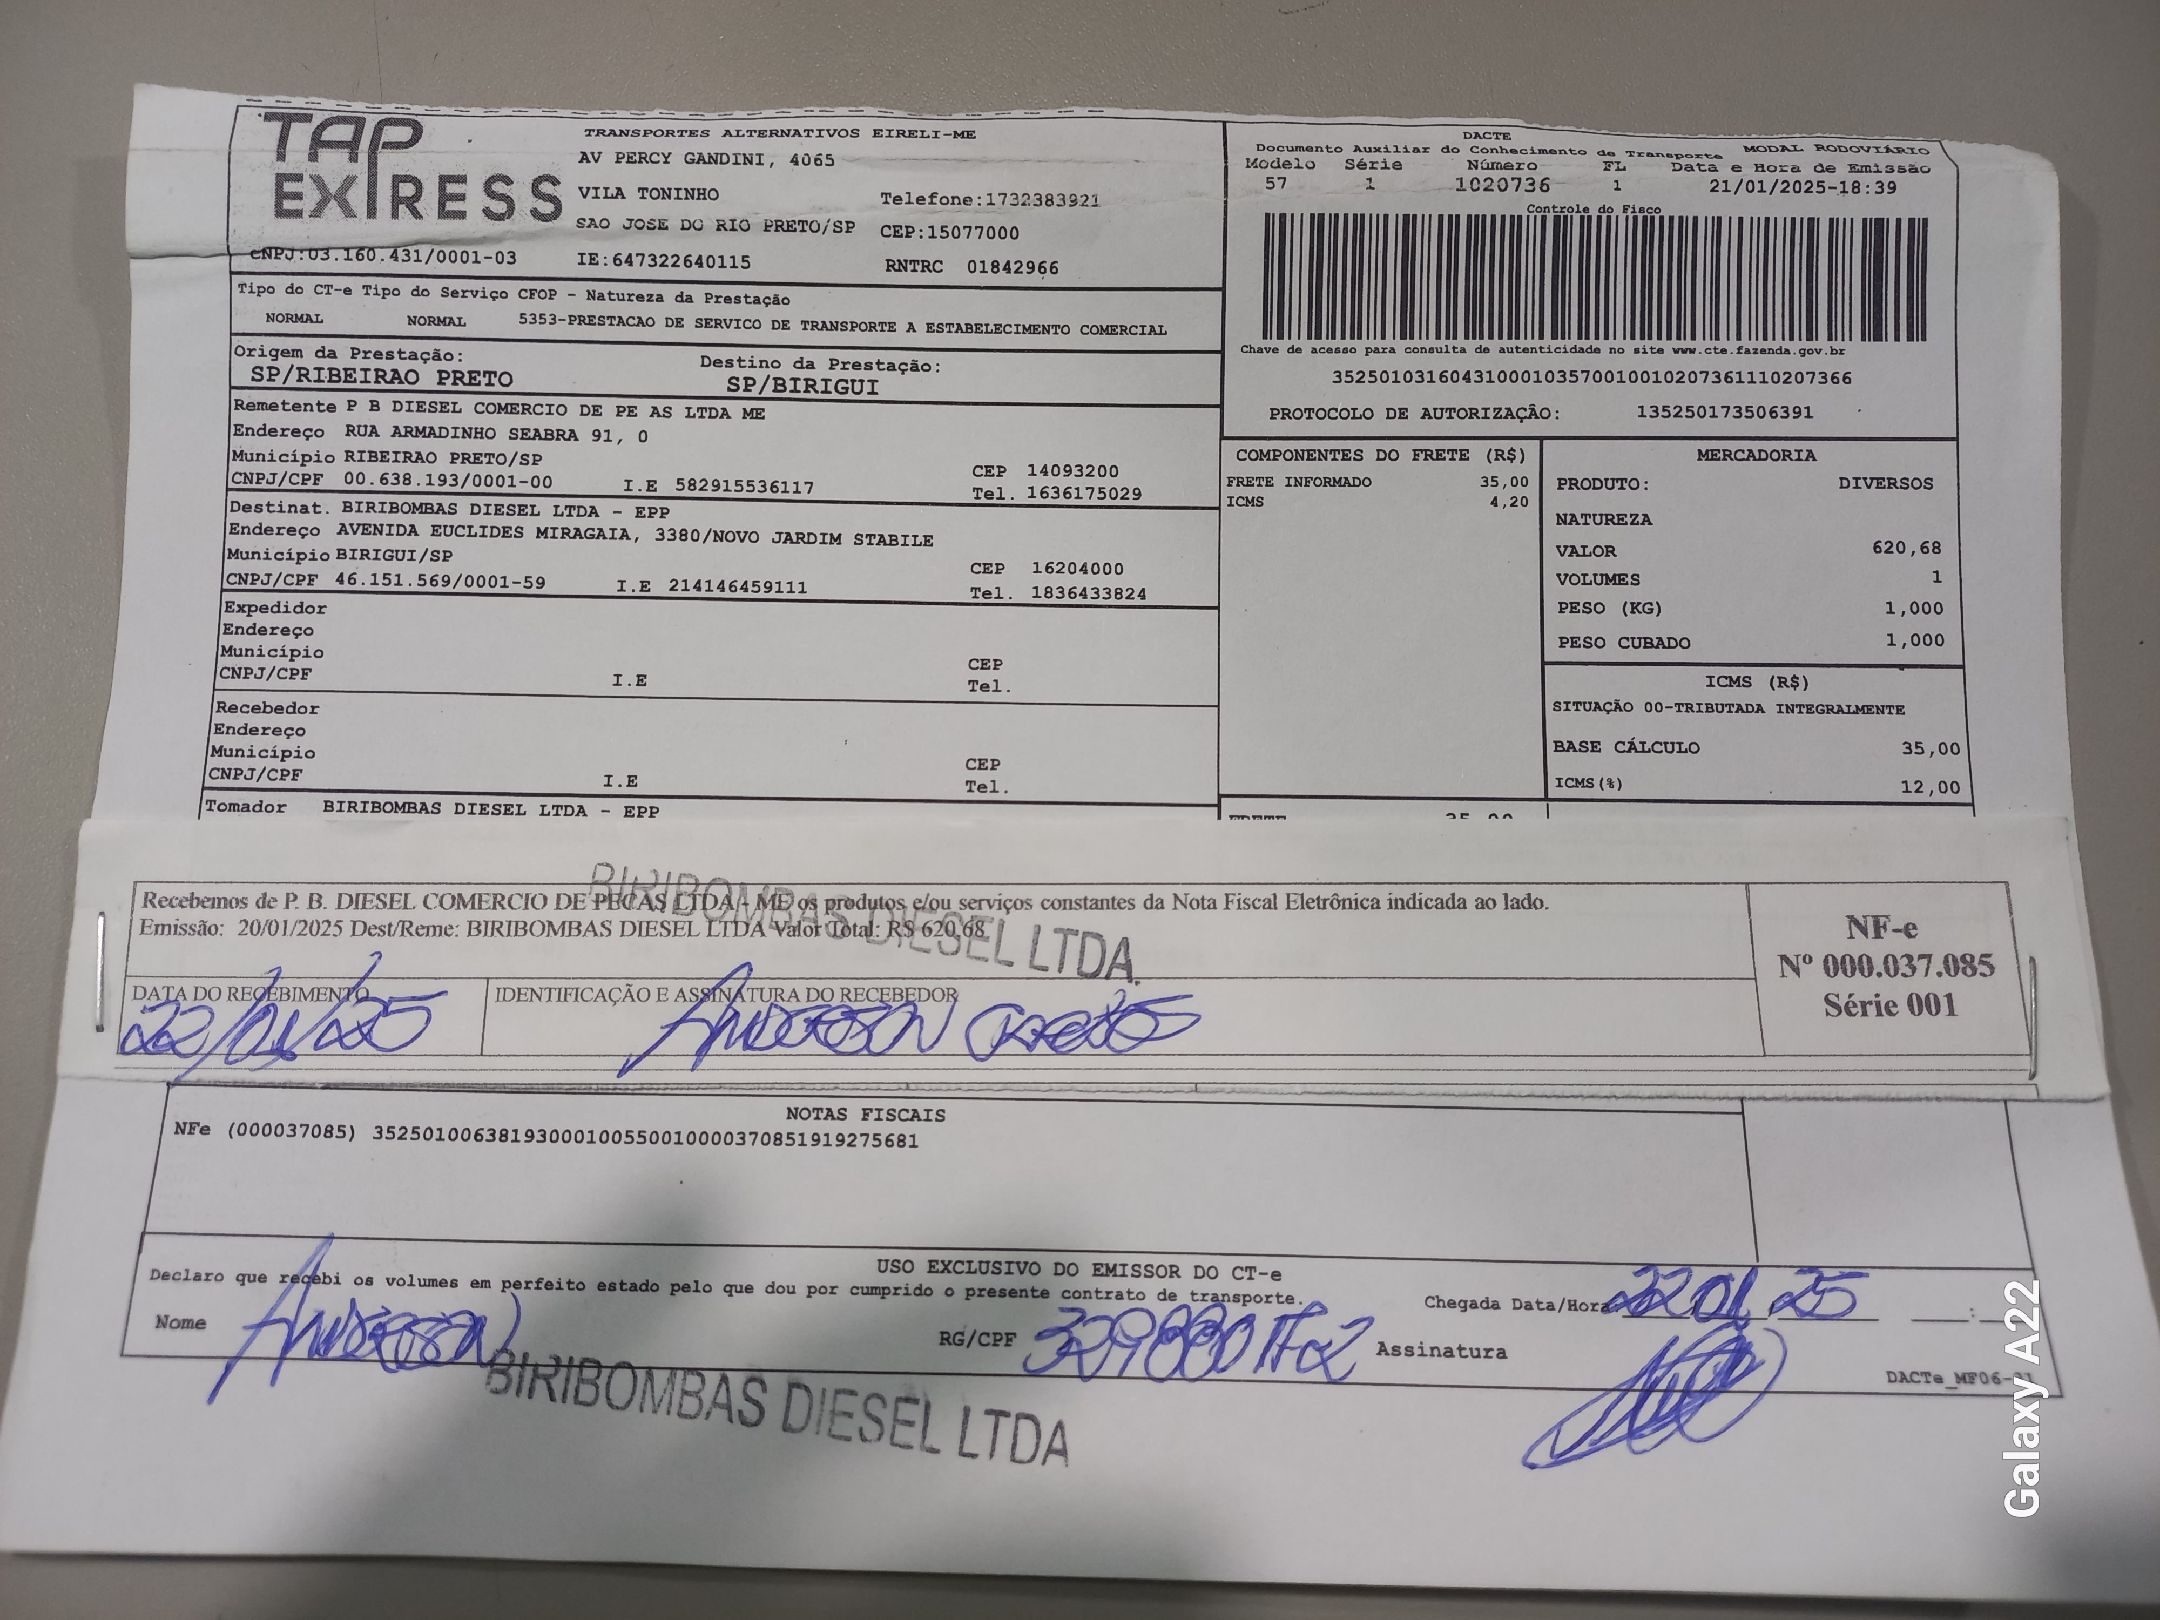 TAP EXPRESS
TRANSPORTES ALTERNATIVOS EIRELI-ME
AV PERCY GANDINI, 4065
VILA TONINHO Telefone:1732383921
SAO JOSE DO RIO PRETO/SP CEP:15077000
CNPJ:03.160.431/0001-03 IE:647322640115 RNTRC 01842966
DACTE
Documento Auxiliar do Conhecimento de Transporte MODAL RODOVIÁRIO
Modelo Série Número FL Data e Hora de Emissão
57 1 1020736 1 21/01/2025-18:39
Controle do Fisco
Chave de acesso para consulta de autenticidade no site www.cte.fazenda.gov.br
35250103160431000103570010010207361110207366
PROTOCOLO DE AUTORIZAÇÃO: 135250173506391
Tipo do CT-e Tipo do Serviço CFOP - Natureza da Prestação
NORMAL NORMAL 5353-PRESTACAO DE SERVICO DE TRANSPORTE A ESTABELECIMENTO COMERCIAL
Origem da Prestação: Destino da Prestação:
SP/RIBEIRAO PRETO SP/BIRIGUI
Remetente P B DIESEL COMERCIO DE PE AS LTDA ME
Endereço RUA ARMADINHO SEABRA 91, 0
Município RIBEIRAO PRETO/SP CEP 14093200
CNPJ/CPF 00.638.193/0001-00 I.E 582915536117 Tel. 1636175029
Destinat. BIRIBOMBAS DIESEL LTDA - EPP
Endereço AVENIDA EUCLIDES MIRAGAIA, 3380/NOVO JARDIM STABILE
Município BIRIGUI/SP CEP 16204000
CNPJ/CPF 46.151.569/0001-59 I.E 214146459111 Tel. 1836433824
Expedidor
Endereço
Município CEP
CNPJ/CPF I.E Tel.
Recebedor
Endereço
Município CEP
CNPJ/CPF I.E Tel.
Tomador BIRIBOMBAS DIESEL LTDA - EPP
COMPONENTES DO FRETE (R$)
FRETE INFORMADO 35,00
ICMS 4,20
FRETE 35,00
MERCADORIA
PRODUTO: DIVERSOS
NATUREZA
VALOR 620,68
VOLUMES 1
PESO (KG) 1,000
PESO CUBADO 1,000
ICMS (R$)
SITUAÇÃO 00-TRIBUTADA INTEGRALMENTE
BASE CÁLCULO 35,00
ICMS(%) 12,00
BIRIBOMBAS DIESEL LTDA.
Recebemos de P. B. DIESEL COMERCIO DE PECAS LTDA - ME os produtos e/ou serviços constantes da Nota Fiscal Eletrônica indicada ao lado.
Emissão: 20/01/2025 Dest/Reme: BIRIBOMBAS DIESEL LTDA Valor Total: R$ 620,68
DATA DO RECEBIMENTO IDENTIFICAÇÃO E ASSINATURA DO RECEBEDOR
22/01/25 Anderson
NF-e
Nº 000.037.085
Série 001
NOTAS FISCAIS
NFe (000037085) 35250100638193000100550010000370851919275681
USO EXCLUSIVO DO EMISSOR DO CT-e
Declaro que recebi os volumes em perfeito estado pelo que dou por cumprido o presente contrato de transporte.
Chegada Data/Hora 22 01 25 :
Nome Anderson RG/CPF Assinatura
DACTe_MF06-
BIRIBOMBAS DIESEL LTDA
Galaxy A22